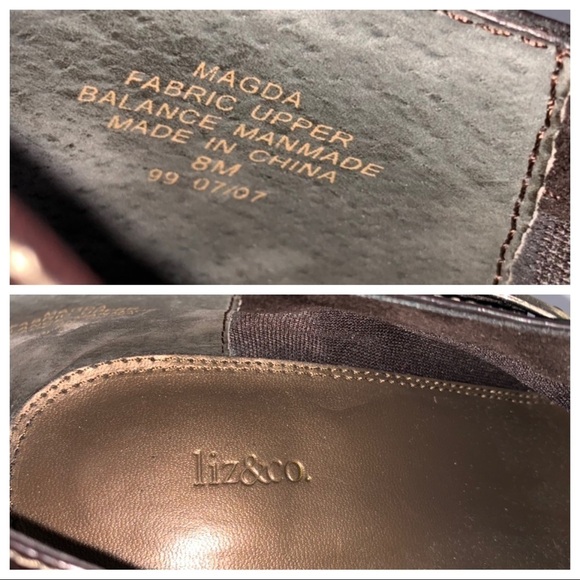 MAGDA
FABRIC UPPER
BALANCE MANMADE
MADE IN CHINA
8M
99 07/07
liz&co.